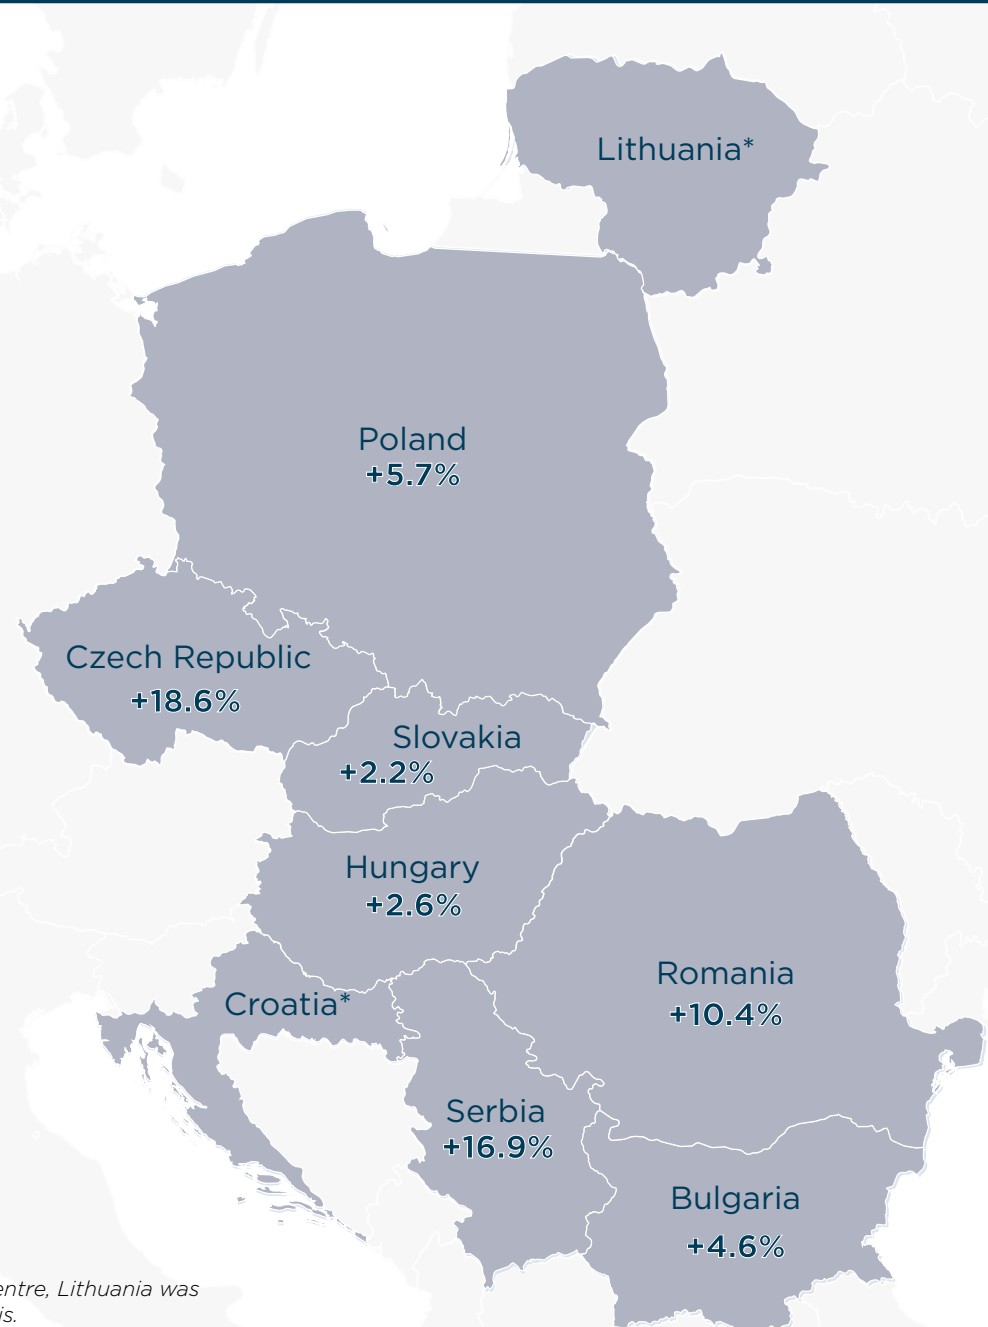 Lithuania*
Poland
+5.7%
Czech Republic
+18.6%
Slovakia
+2.2%
Hungary
+2.6%
Romania
+10.4%
Croatia*
Serbia
+16.9%
Bulgaria
+4.6%
Lithuania was